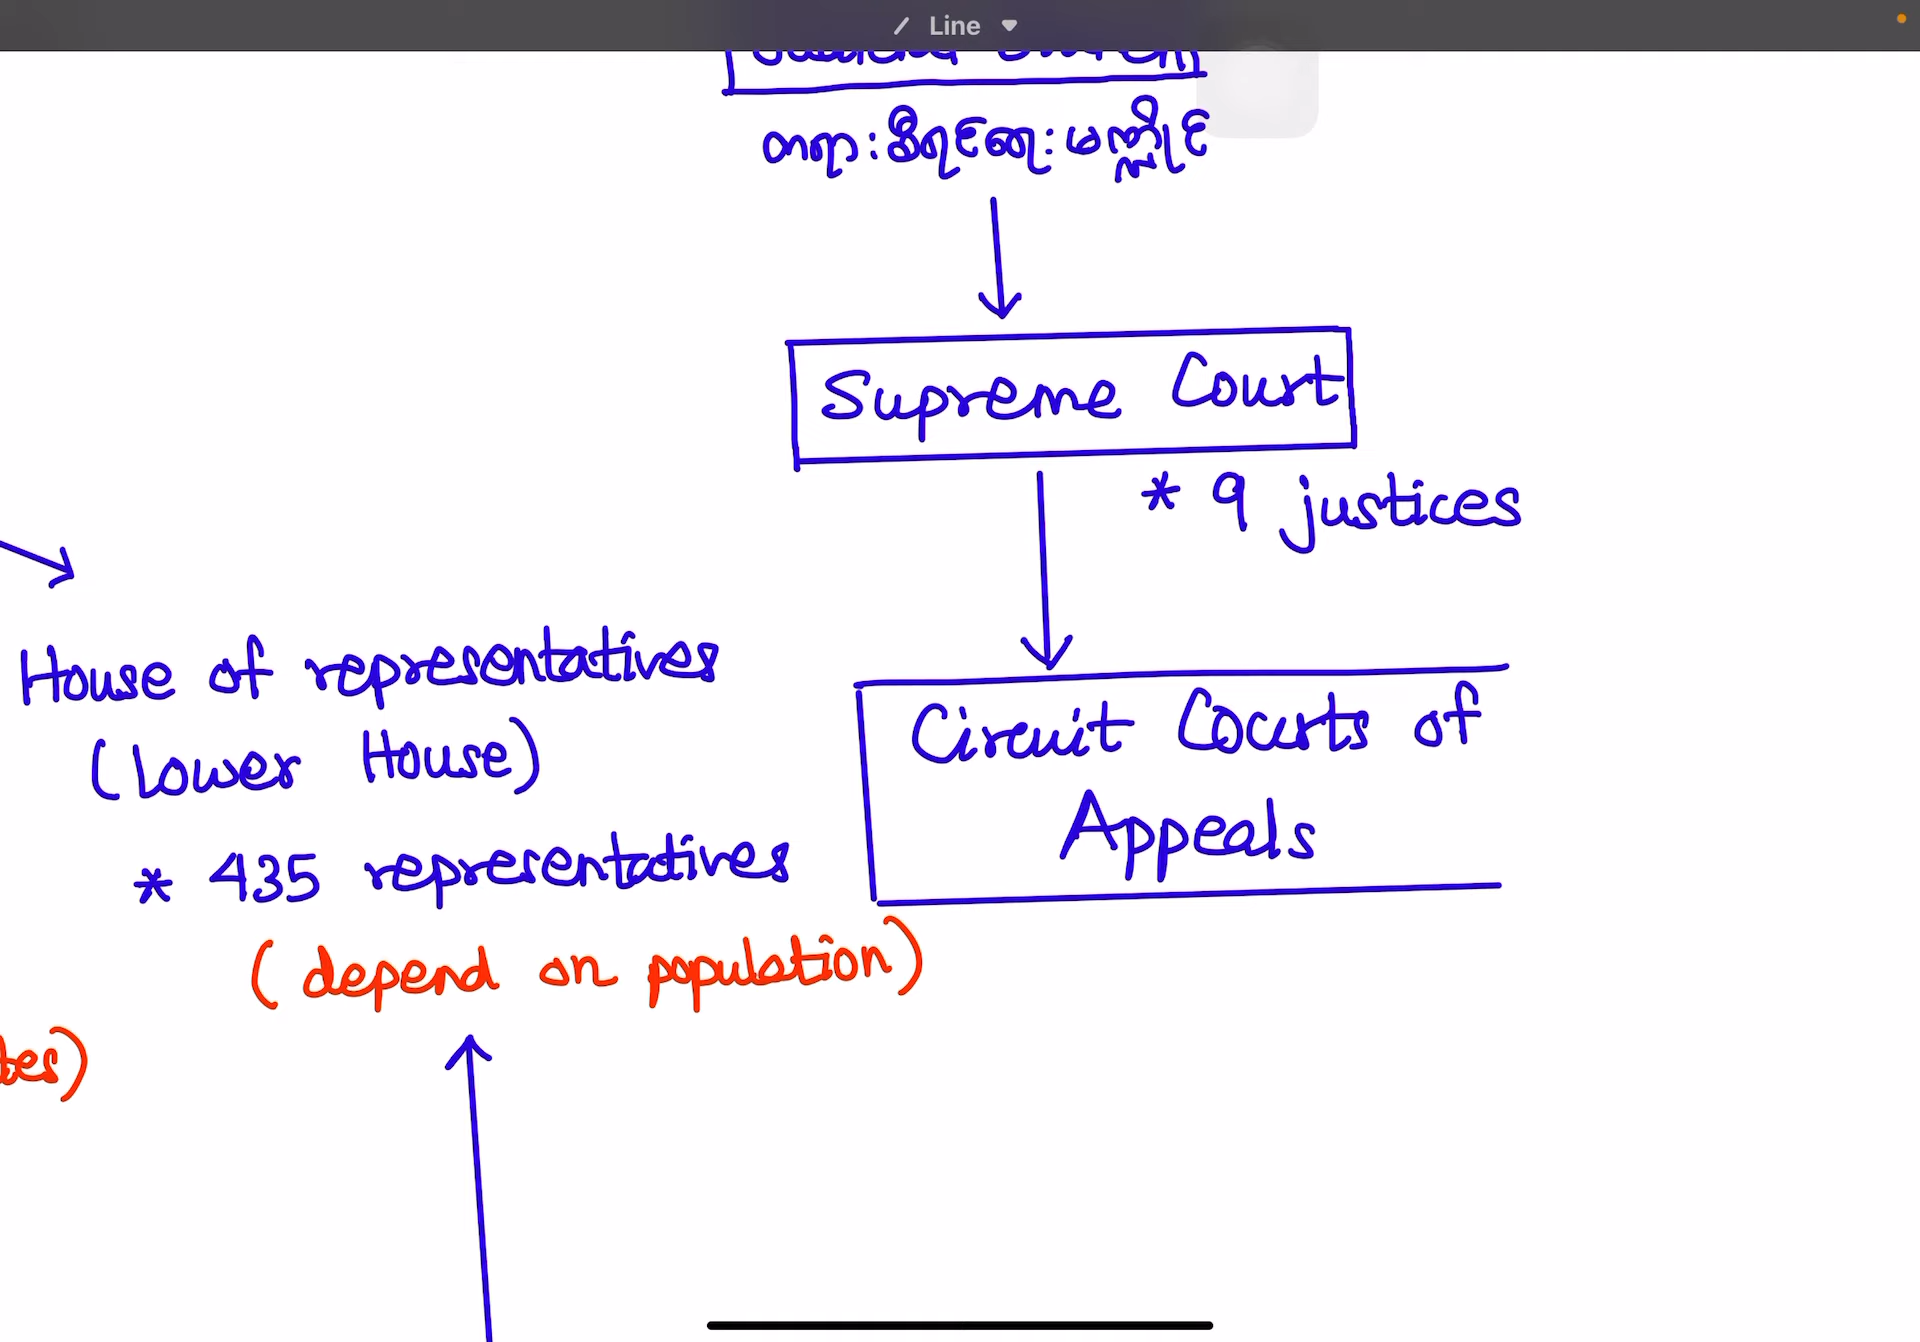 Line
တရားစီရင်ရေးမဏ္ဍိုင်
Supreme Court
* 9 justices
House of representatives
(lower House)
* 435 representatives
(depend on population)
Circuit Courts of
Appeals